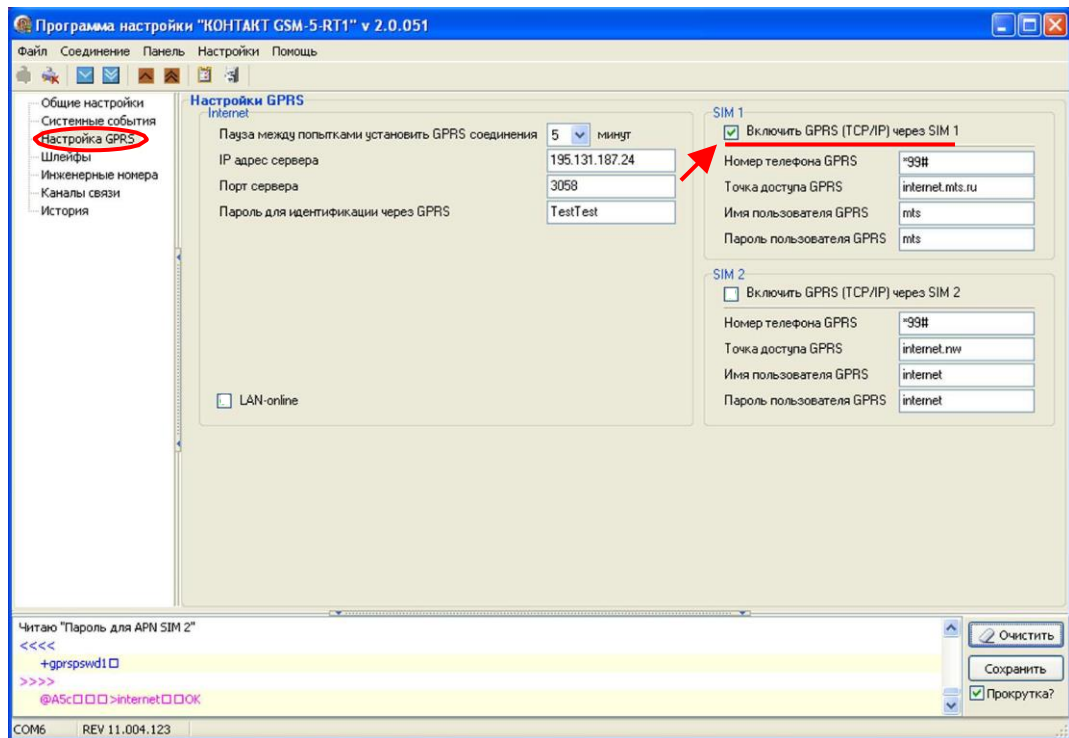 Программа настройки "КОНТАКТ GSM-5-RT1" v 2.0.051
Файл Соединение Панель Настройки Помощь
Общие настройки
Системные события
Настройка GPRS
Шлейфы
Инженерные номера
Каналы связи
История
Настройки GPRS
Internet
Пауза между попытками установить GPRS соединения 5 минут
IP адрес сервера 195.131.187.24
Порт сервера 3058
Пароль для идентификации через GPRS TestTest
LAN-online
SIM 1
Включить GPRS (TCP/IP) через SIM 1
Номер телефона GPRS *99#
Точка доступа GPRS internet.mts.ru
Имя пользователя GPRS mts
Пароль пользователя GPRS mts
SIM 2
Включить GPRS (TCP/IP) через SIM 2
Номер телефона GPRS *99#
Точка доступа GPRS internet.nw
Имя пользователя GPRS internet
Пароль пользователя GPRS internet
Читаю "Пароль для APN SIM 2"
<<<<
+gprspswd1□
>>>>
@A5c□□□>internet□□OK
Очистить
Сохранить
Прокрутка?
COM6 REV 11.004.123